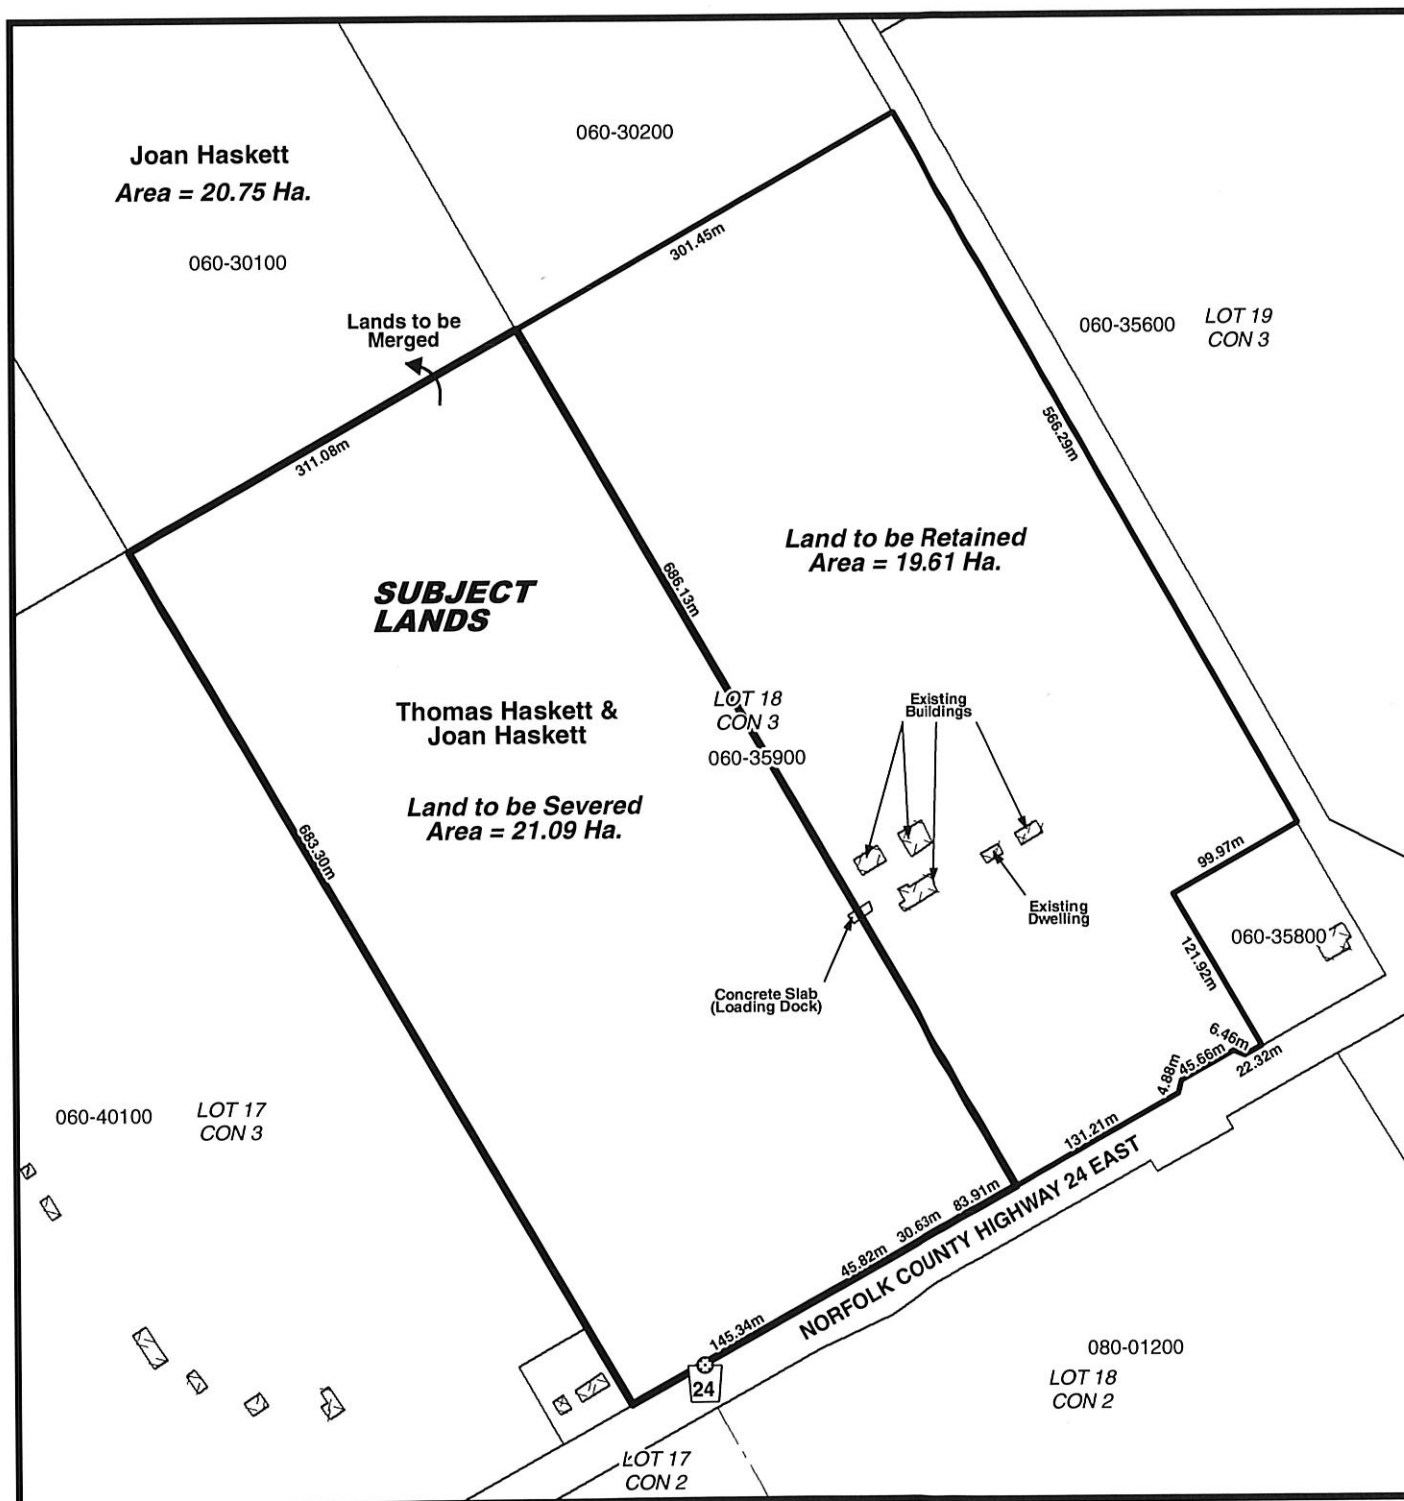 060-30200
Joan Haskett
Area = 20.75 Ha.
060-30100
301.45m
Lands to be
Merged
060-35600
LOT 19
CON 3
311.08m
566.29m
Land to be Retained
Area = 19.61 Ha.
SUBJECT
LANDS
686.13m
Thomas Haskett &
Joan Haskett
LOT 18
CON 3
060-35900
Existing
Buildings
Land to be Severed
Area = 21.09 Ha.
683.30m
99.97m
Existing
Dwelling
060-35800
121.92m
Concrete Slab
(Loading Dock)
6.46m
45.66m
22.32m
4.88m
060-40100
LOT 17
CON 3
131.21m
83.91m
30.63m
45.82m
145.34m
NORFOLK COUNTY HIGHWAY 24 EAST
24
080-01200
LOT 18
CON 2
LOT 17
CON 2